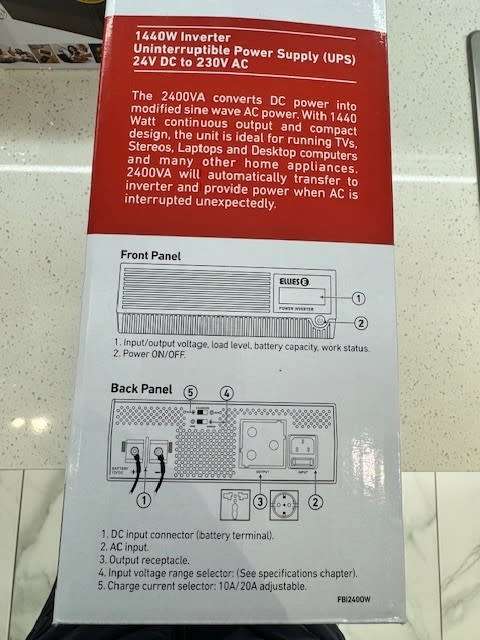 1440W Inverter
Uninterruptible Power Supply (UPS)
24V DC to 230V AC
The 2400VA converts DC power into
modified sine wave AC power. With 1440
Watt continuous output and compact
design, the unit is ideal for running TVs,
Stereos, Laptops and Desktop computers
and many other home appliances.
2400VA will automatically transfer to
inverter and provide power when AC is
interrupted unexpectedly.
Front Panel
ELLIES
POWER INVERTER
1
2
1. Input/output voltage, load level, battery capacity, work status.
2. Power ON/OFF.
Back Panel
5
4
BATTERY
OUTPUT
INPUT
1
3
2
1. DC input connector (battery terminal).
2. AC input.
3. Output receptacle.
4. Input voltage range selector: (See specifications chapter).
5. Charge current selector: 10A/20A adjustable.
FBI2400W